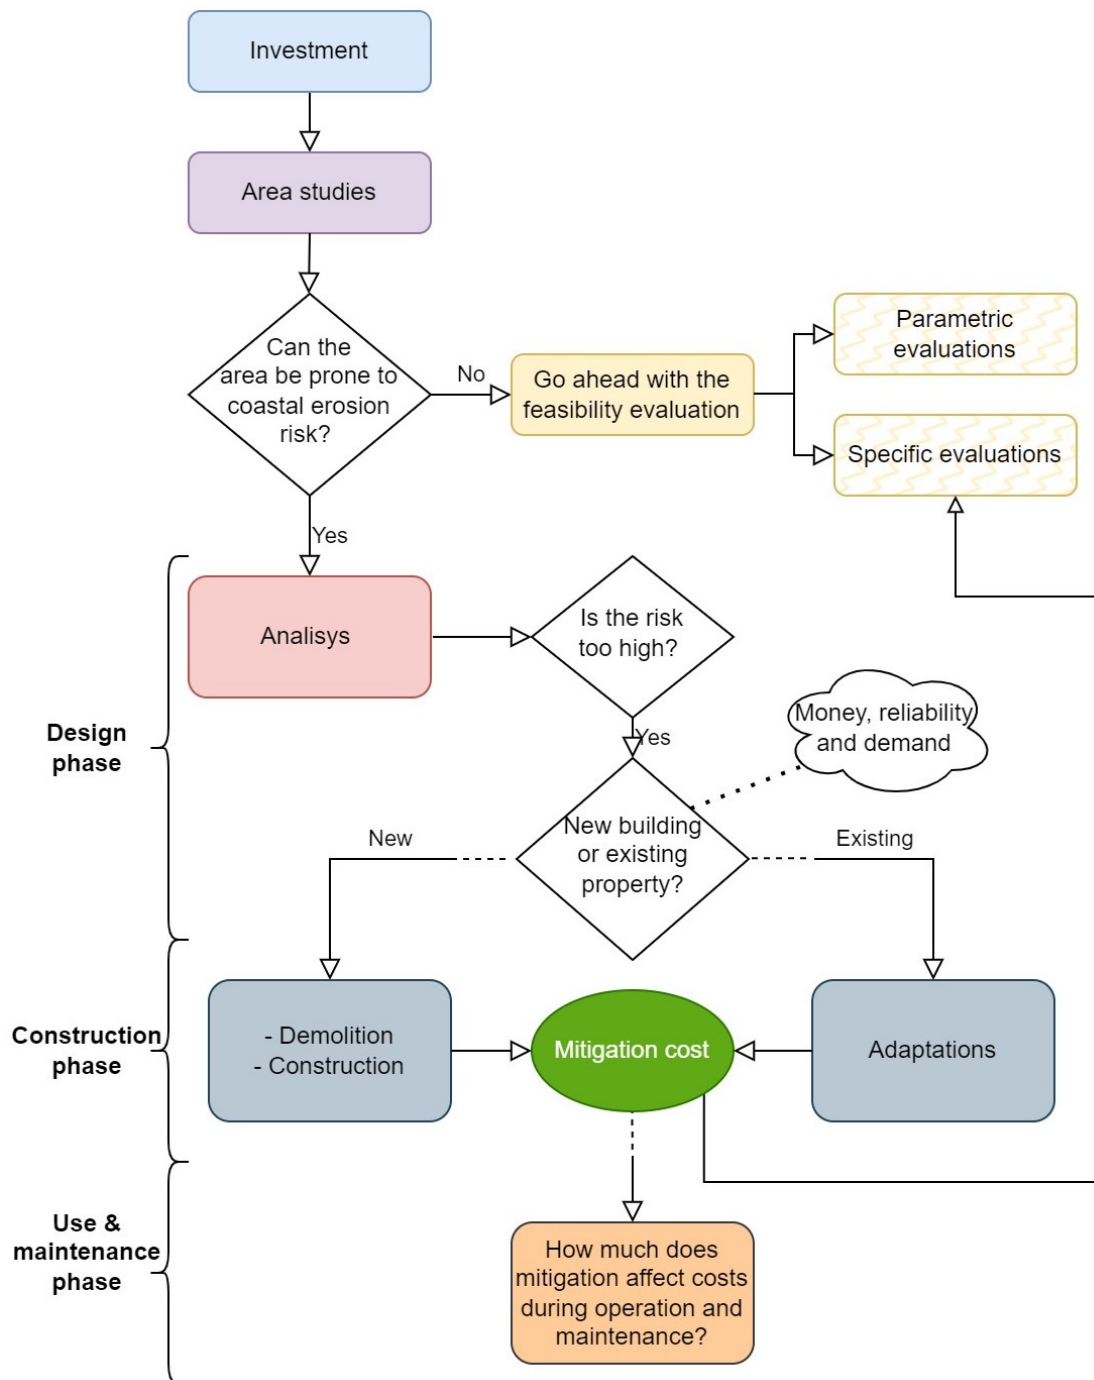 Investment
Area studies
Can the
area be prone to
coastal erosion
risk?
No
Go ahead with the
feasibility evaluation
Parametric
evaluations
Specific evaluations
Yes
Analisys
Is the risk
too high?
Yes
Money, reliability
and demand
Design
phase
New building
or existing
property?
New
Existing
Construction
phase
- Demolition
- Construction
Mitigation cost
Adaptations
Use &
maintenance
phase
How much does
mitigation affect costs
during operation and
maintenance?